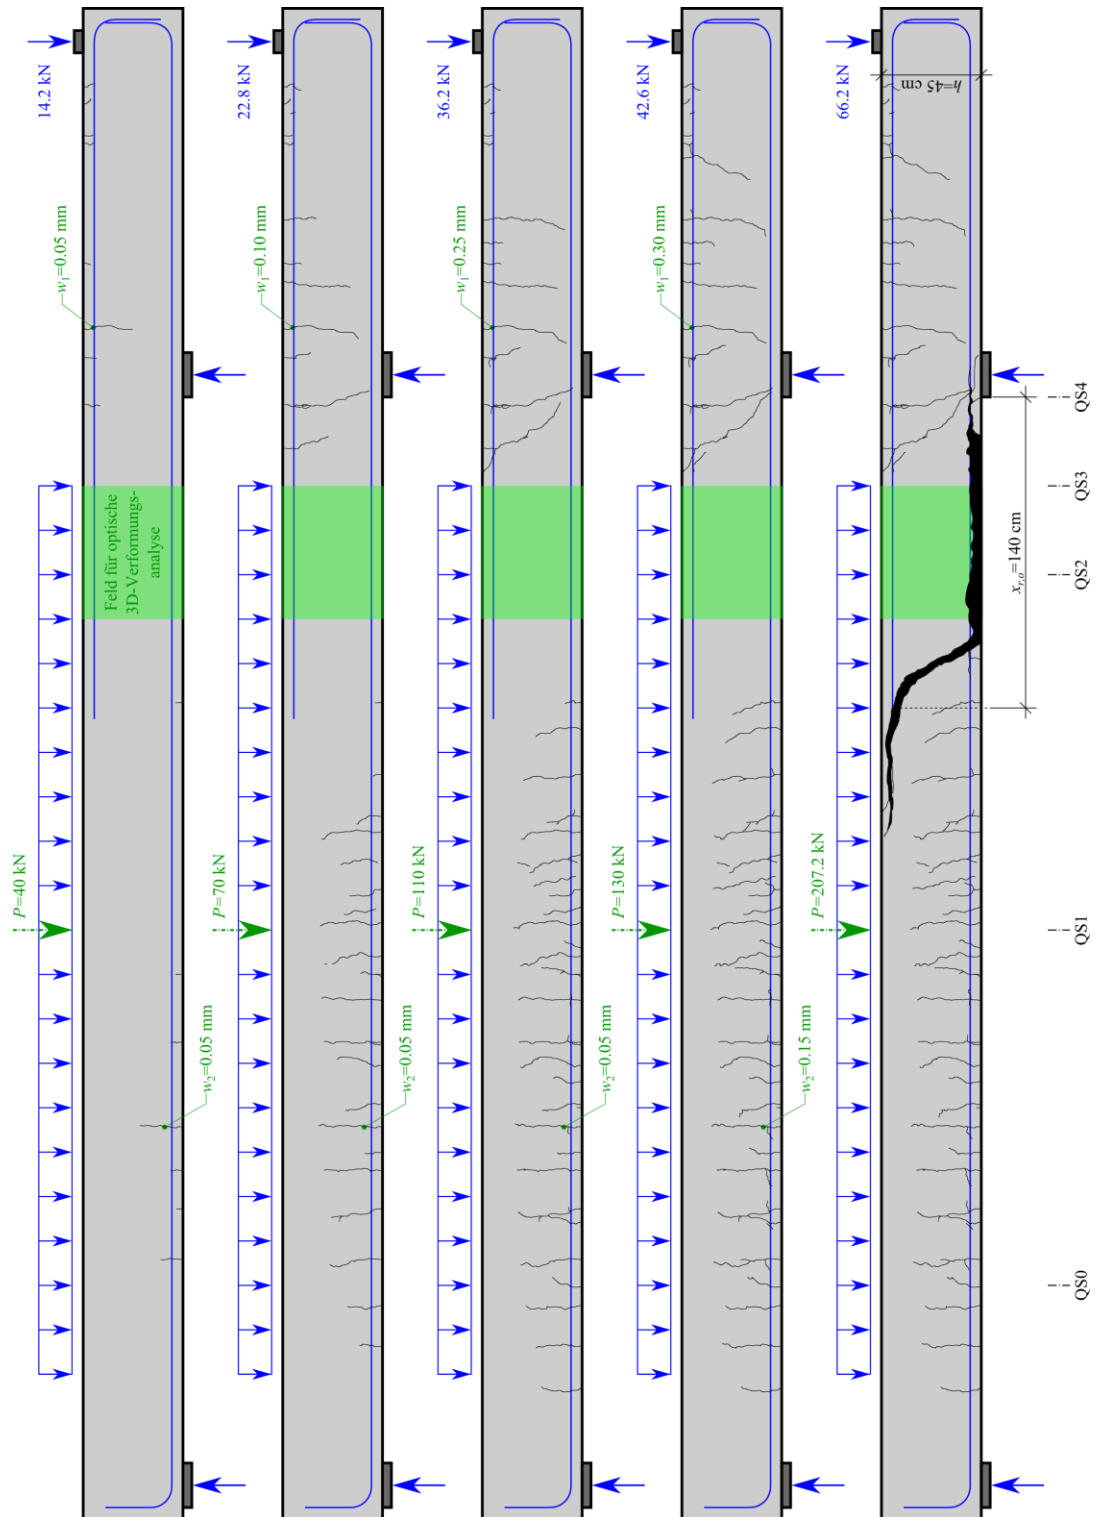 14.2 kN
w1=0.05 mm
Feld für optische
3D-Verformungs-
analyse
P=40 kN
w2=0.05 mm
22.8 kN
w1=0.10 mm
P=70 kN
w2=0.05 mm
36.2 kN
w1=0.25 mm
P=110 kN
w2=0.05 mm
42.6 kN
w1=0.30 mm
P=130 kN
w2=0.15 mm
66.2 kN
h=45 cm
P=207.2 kN
xr,o=140 cm
QS4
QS3
QS2
QS1
QS0